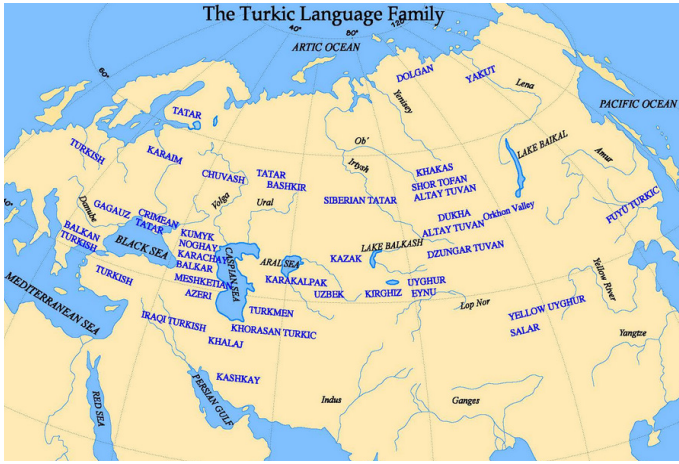 The Turkic Language Family
40°
80°
ARTIC OCEAN
60°
DOLGAN
YAKUT
Lena
Yenisey
PACIFIC OCEAN
TATAR
Ob'
LAKE BAIKAL
Amur
TURKISH
KARAIM
Irtysh
KHAKAS
CHUVASH
TATAR
BASHKIR
SHOR TOFAN
ALTAY TUVAN
SIBERIAN TATAR
Volga
Ural
Danube
GAGAUZ
CRIMEAN
TATAR
DUKHA
Orkhon Valley
FUYÜ TURKIC
ALTAY TUVAN
BALKAN
TURKISH
BLACK SEA
KUMYK
NOGHAY
KARACHAY
BALKAR
CASPIAN SEA
ARAL SEA
KAZAK
LAKE BALKASH
DZUNGAR TUVAN
MEDITERRANEAN SEA
TURKISH
MESHKETIAN
AZERI
KARAKALPAK
UZBEK
KIRGHIZ
UYGHUR
EYNU
Lop Nor
Yellow River
TURKMEN
YELLOW UYGHUR
SALAR
Yangtze
IRAQI TURKISH
KHORASAN TURKIC
KHALAJ
KASHKAY
PERSIAN GULF
RED SEA
Indus
Ganges